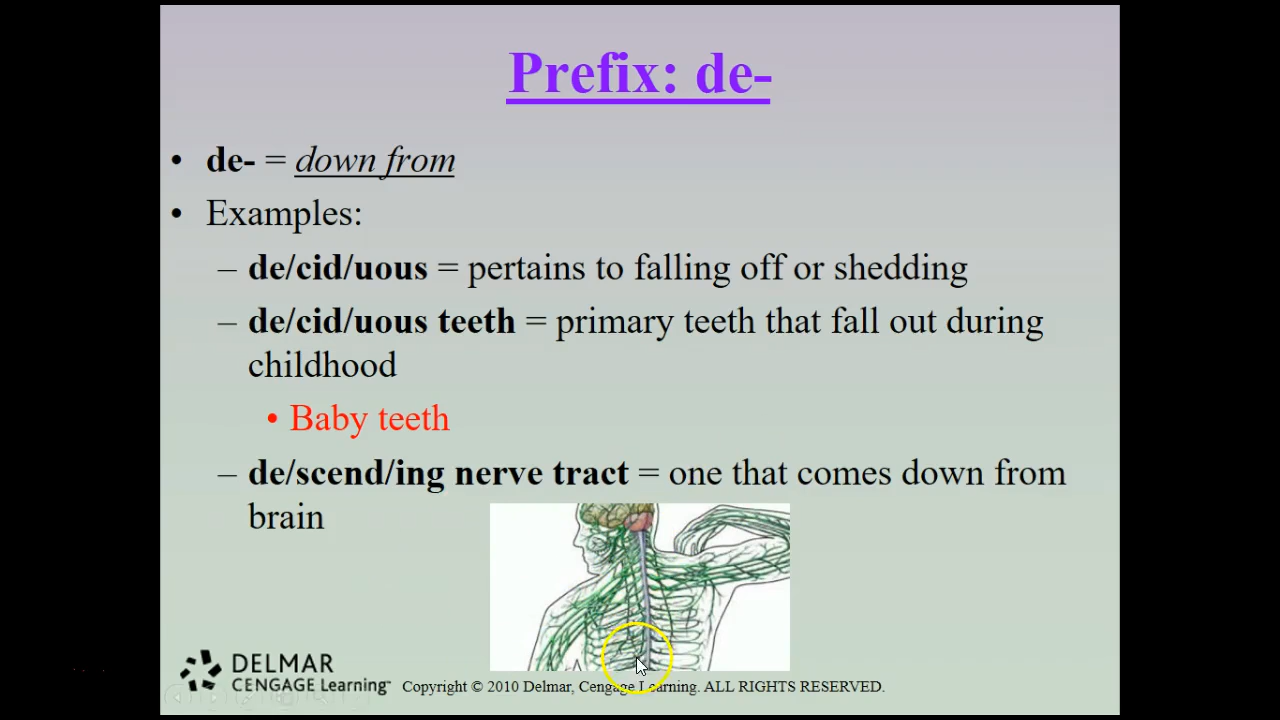 Prefix: de-
• de- = down from
• Examples:
– de/cid/uous = pertains to falling off or shedding
– de/cid/uous teeth = primary teeth that fall out during
childhood
• Baby teeth
– de/scend/ing nerve tract = one that comes down from
brain
DELMAR
CENGAGE Learning™
Copyright © 2010 Delmar, Cengage Learning. ALL RIGHTS RESERVED.